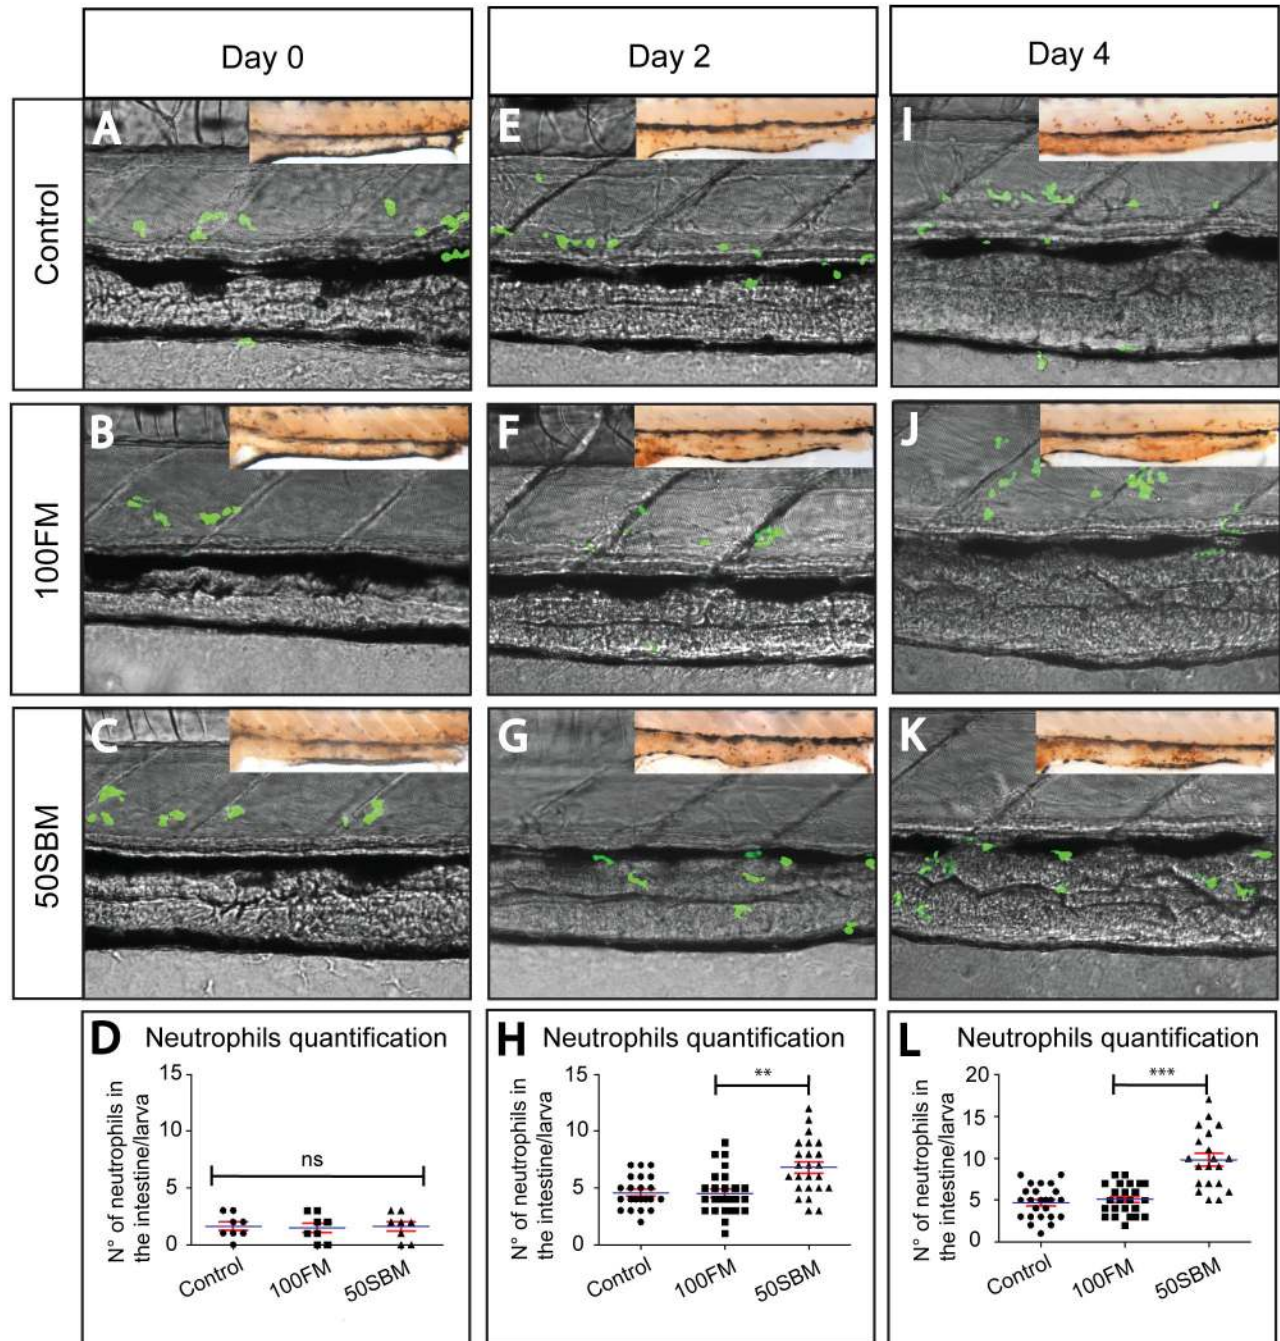 Day 0
Day 2
Day 4
Control
A
E
I
100FM
B
F
J
50SBM
C
G
K
D Neutrophils quantification
N° of neutrophils in
the intestine/larva
15
10
5
0
ns
Control
100FM
50SBM
H Neutrophils quantification
N° of neutrophils in
the intestine/larva
15
10
5
0
**
Control
100FM
50SBM
L Neutrophils quantification
N° of neutrophils in
the intestine/larva
20
15
10
5
0
***
Control
100FM
50SBM